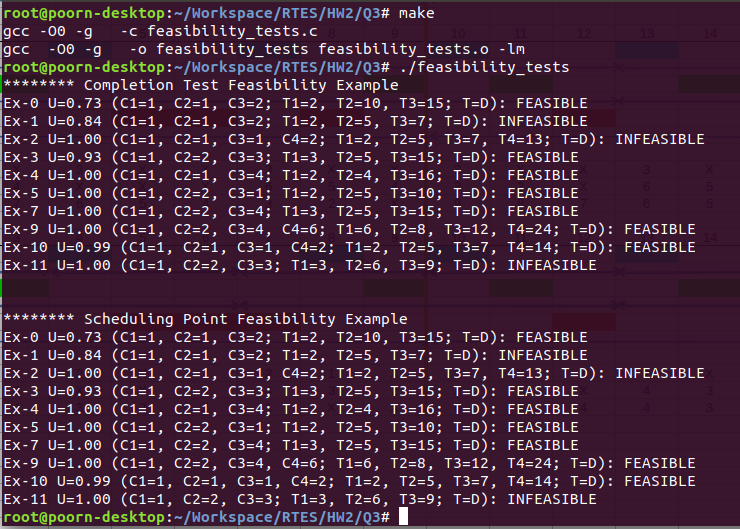 root@poorn-desktop:~/Workspace/RTES/HW2/Q3# make
gcc -O0 -g   -c feasibility_tests.c
gcc  -O0 -g   -o feasibility_tests feasibility_tests.o -lm
root@poorn-desktop:~/Workspace/RTES/HW2/Q3# ./feasibility_tests
******** Completion Test Feasibility Example
Ex-0 U=0.73 (C1=1, C2=1, C3=2; T1=2, T2=10, T3=15; T=D): FEASIBLE
Ex-1 U=0.84 (C1=1, C2=1, C3=2; T1=2, T2=5, T3=7; T=D): INFEASIBLE
Ex-2 U=1.00 (C1=1, C2=1, C3=1, C4=2; T1=2, T2=5, T3=7, T4=13; T=D): INFEASIBLE
Ex-3 U=0.93 (C1=1, C2=2, C3=3; T1=3, T2=5, T3=15; T=D): FEASIBLE
Ex-4 U=1.00 (C1=1, C2=1, C3=4; T1=2, T2=4, T3=16; T=D): FEASIBLE
Ex-5 U=1.00 (C1=1, C2=2, C3=1; T1=2, T2=5, T3=10; T=D): FEASIBLE
Ex-7 U=1.00 (C1=1, C2=2, C3=4; T1=3, T2=5, T3=15; T=D): FEASIBLE
Ex-9 U=1.00 (C1=1, C2=2, C3=4, C4=6; T1=6, T2=8, T3=12, T4=24; T=D): FEASIBLE
Ex-10 U=0.99 (C1=1, C2=1, C3=1, C4=2; T1=2, T2=5, T3=7, T4=14; T=D): FEASIBLE
Ex-11 U=1.00 (C1=1, C2=2, C3=3; T1=3, T2=6, T3=9; T=D): INFEASIBLE
******** Scheduling Point Feasibility Example
Ex-0 U=0.73 (C1=1, C2=1, C3=2; T1=2, T2=10, T3=15; T=D): FEASIBLE
Ex-1 U=0.84 (C1=1, C2=1, C3=2; T1=2, T2=5, T3=7; T=D): INFEASIBLE
Ex-2 U=1.00 (C1=1, C2=1, C3=1, C4=2; T1=2, T2=5, T3=7, T4=13; T=D): INFEASIBLE
Ex-3 U=0.93 (C1=1, C2=2, C3=3; T1=3, T2=5, T3=15; T=D): FEASIBLE
Ex-4 U=1.00 (C1=1, C2=1, C3=4; T1=2, T2=4, T3=16; T=D): FEASIBLE
Ex-5 U=1.00 (C1=1, C2=2, C3=1; T1=2, T2=5, T3=10; T=D): FEASIBLE
Ex-7 U=1.00 (C1=1, C2=2, C3=4; T1=3, T2=5, T3=15; T=D): FEASIBLE
Ex-9 U=1.00 (C1=1, C2=2, C3=4, C4=6; T1=6, T2=8, T3=12, T4=24; T=D): FEASIBLE
Ex-10 U=0.99 (C1=1, C2=1, C3=1, C4=2; T1=2, T2=5, T3=7, T4=14; T=D): FEASIBLE
Ex-11 U=1.00 (C1=1, C2=2, C3=3; T1=3, T2=6, T3=9; T=D): INFEASIBLE
root@poorn-desktop:~/Workspace/RTES/HW2/Q3#